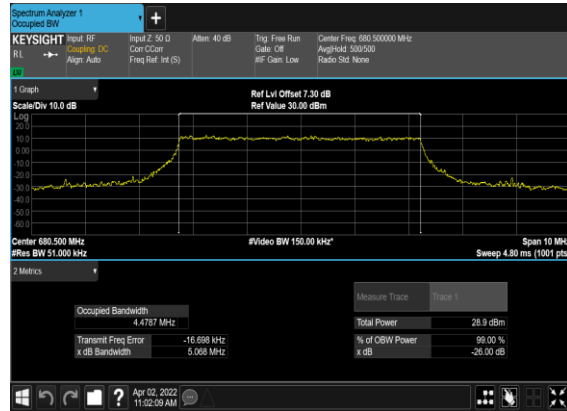 Spectrum Analyzer 1
Occupied BW
+
KEYSIGHT Input: RF Input Z: 50 Ω Atten: 40 dB Trig: Free Run Center Freq: 680.500000 MHz
RL Coupling: DC Corr CCorr Gate: Off Avg|Hold: 500/500
Align: Auto Freq Ref: Int (S) #IF Gain: Low Radio Std: None
LW
1 Graph Ref Lvl Offset 7.30 dB
Scale/Div 10.0 dB Ref Value 30.00 dBm
Log
20.0
10.0
0.00
-10.0
-20.0
-30.0
-40.0
-50.0
-60.0
Center 680.500 MHz #Video BW 150.00 kHz* Span 10 MHz
#Res BW 51.000 kHz Sweep 4.80 ms (1001 pts)
2 Metrics
Measure Trace Trace 1
Occupied Bandwidth
4.4787 MHz Total Power 28.9 dBm
Transmit Freq Error -16.698 kHz % of OBW Power 99.00 %
x dB Bandwidth 5.068 MHz x dB -26.00 dB
? Apr 02, 2022
11:02:09 AM